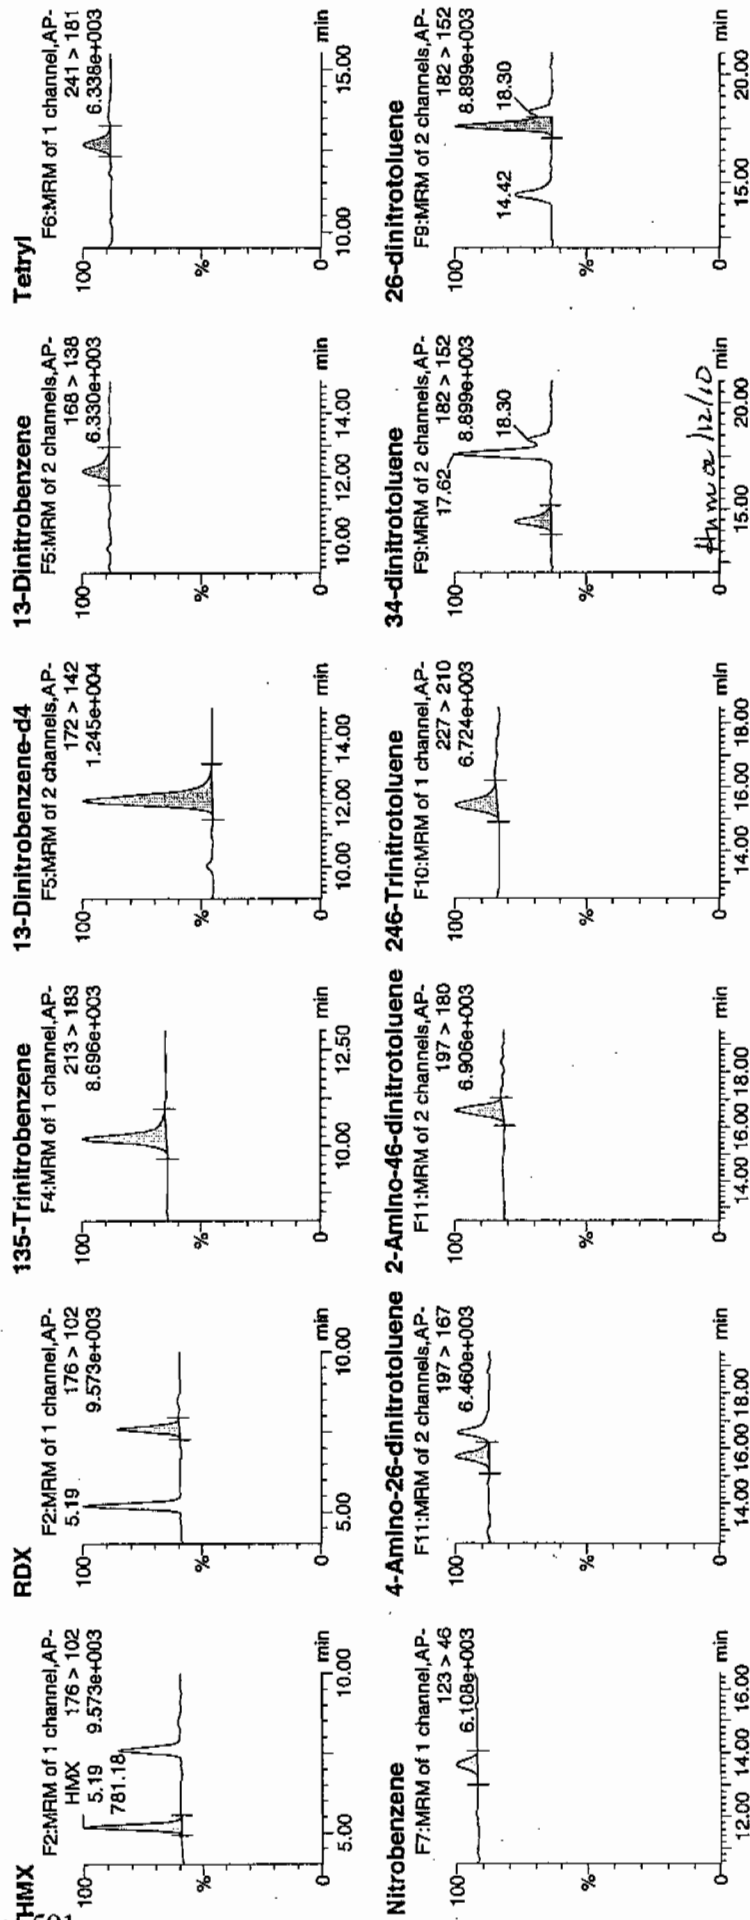 HMX
F2:MRM of 1 channel,AP-
HMX 176 > 102
5.19 9.573e+003
781.18
100
%
0
5.00 10.00 min
RDX
F2:MRM of 1 channel,AP-
5.19 176 > 102
9.573e+003
100
%
0
5.00 10.00 min
135-Trinitrobenzene
F4:MRM of 1 channel,AP-
213 > 183
8.696e+003
100
%
0
10.00 12.50 min
13-Dinitrobenzene-d4
F5:MRM of 2 channels,AP-
172 > 142
1.245e+004
100
%
0
10.00 12.00 14.00 min
13-Dinitrobenzene
F5:MRM of 2 channels,AP-
168 > 138
6.330e+003
100
%
0
10.00 12.00 14.00 min
Tetryl
F6:MRM of 1 channel,AP-
241 > 181
6.338e+003
100
%
0
10.00 15.00 min
Nitrobenzene
F7:MRM of 1 channel,AP-
123 > 46
6.108e+003
100
%
0
12.00 14.00 16.00 min
4-Amino-26-dinitrotoluene
F11:MRM of 2 channels,AP-
197 > 167
6.460e+003
100
%
0
14.00 16.00 18.00 min
2-Amino-46-dinitrotoluene
F11:MRM of 2 channels,AP-
197 > 180
6.906e+003
100
%
0
14.00 16.00 18.00 min
246-Trinitrotoluene
F10:MRM of 1 channel,AP-
227 > 210
6.724e+003
100
%
0
14.00 16.00 18.00 min
34-dinitrotoluene
F9:MRM of 2 channels,AP-
17.62 182 > 152
8.899e+003
18.30
100
%
0
15.00 20.00 min
26-dinitrotoluene
F9:MRM of 2 channels,AP-
182 > 152
8.899e+003
14.42 18.30
100
%
0
15.00 20.00 min